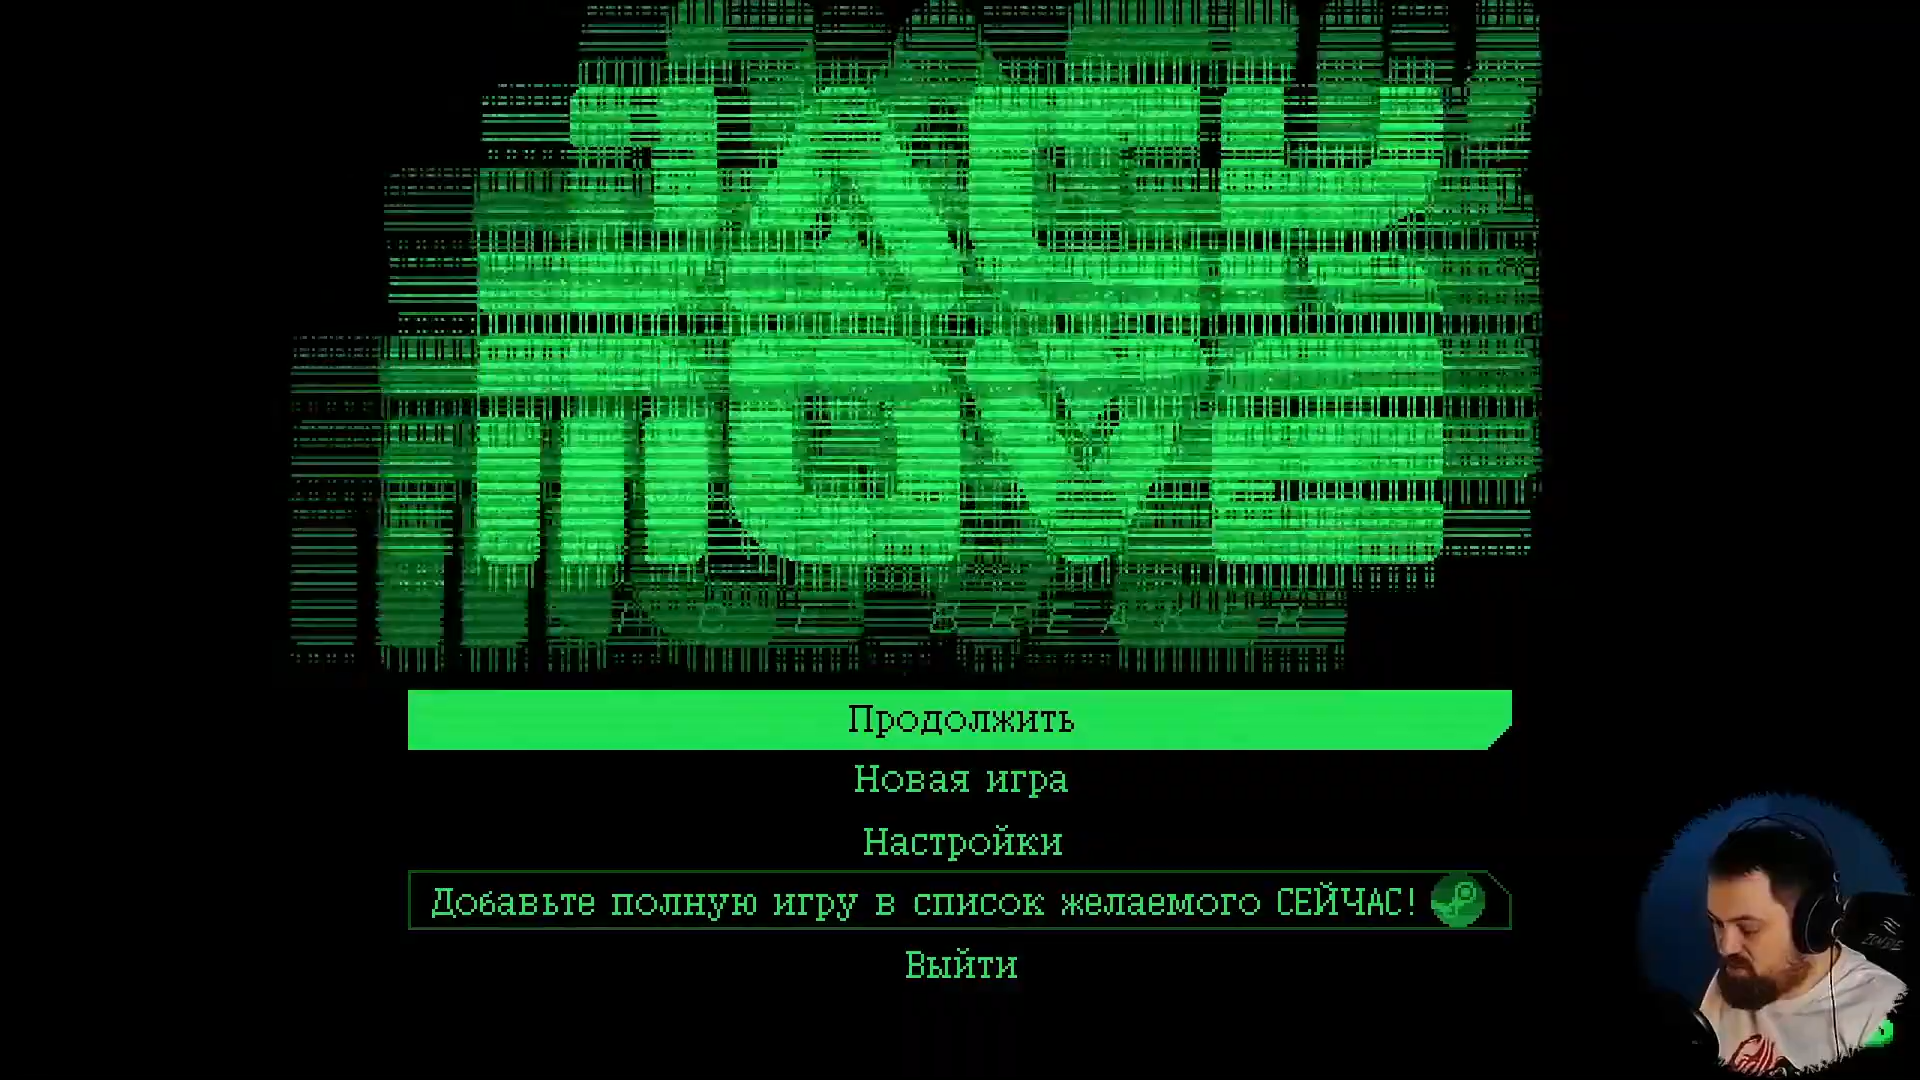 Продолжить
Новая игра
Настройки
Добавьте полную игру в список желаемого СЕЙЧАС!
Выйти